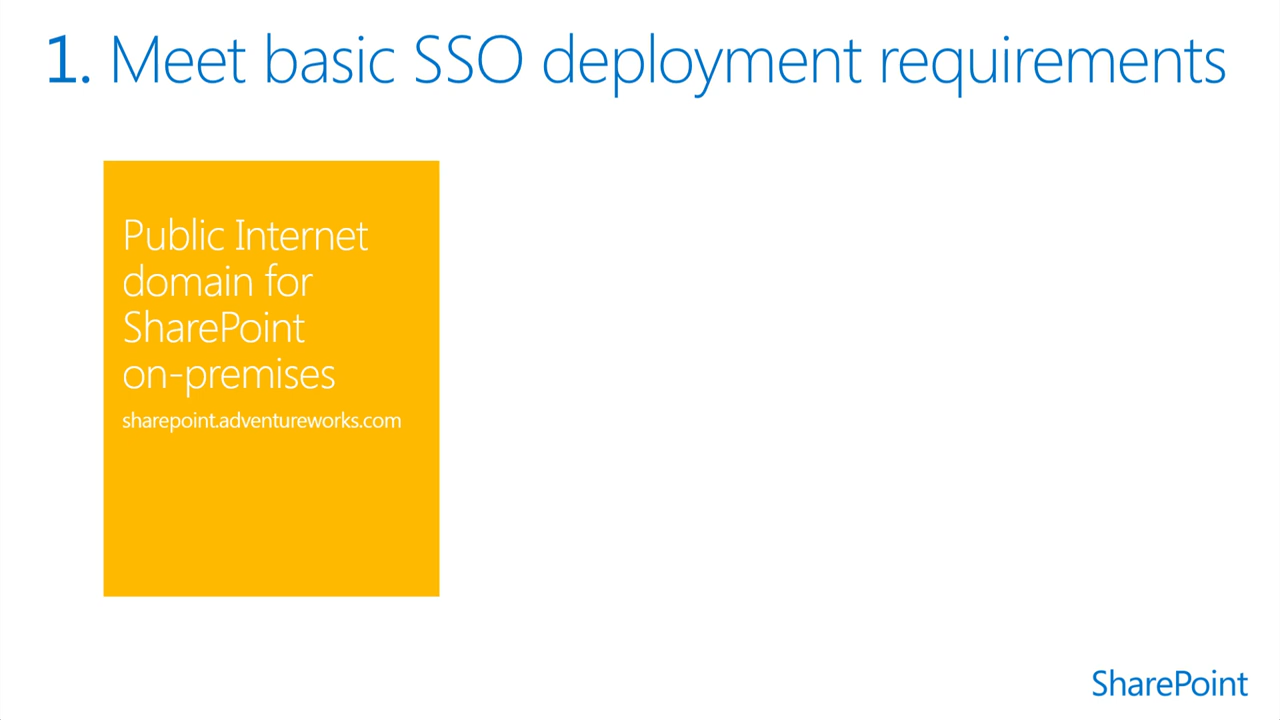 1. Meet basic SSO deployment requirements
Public Internet
domain for
SharePoint
on-premises
sharepoint.adventureworks.com
SharePoint